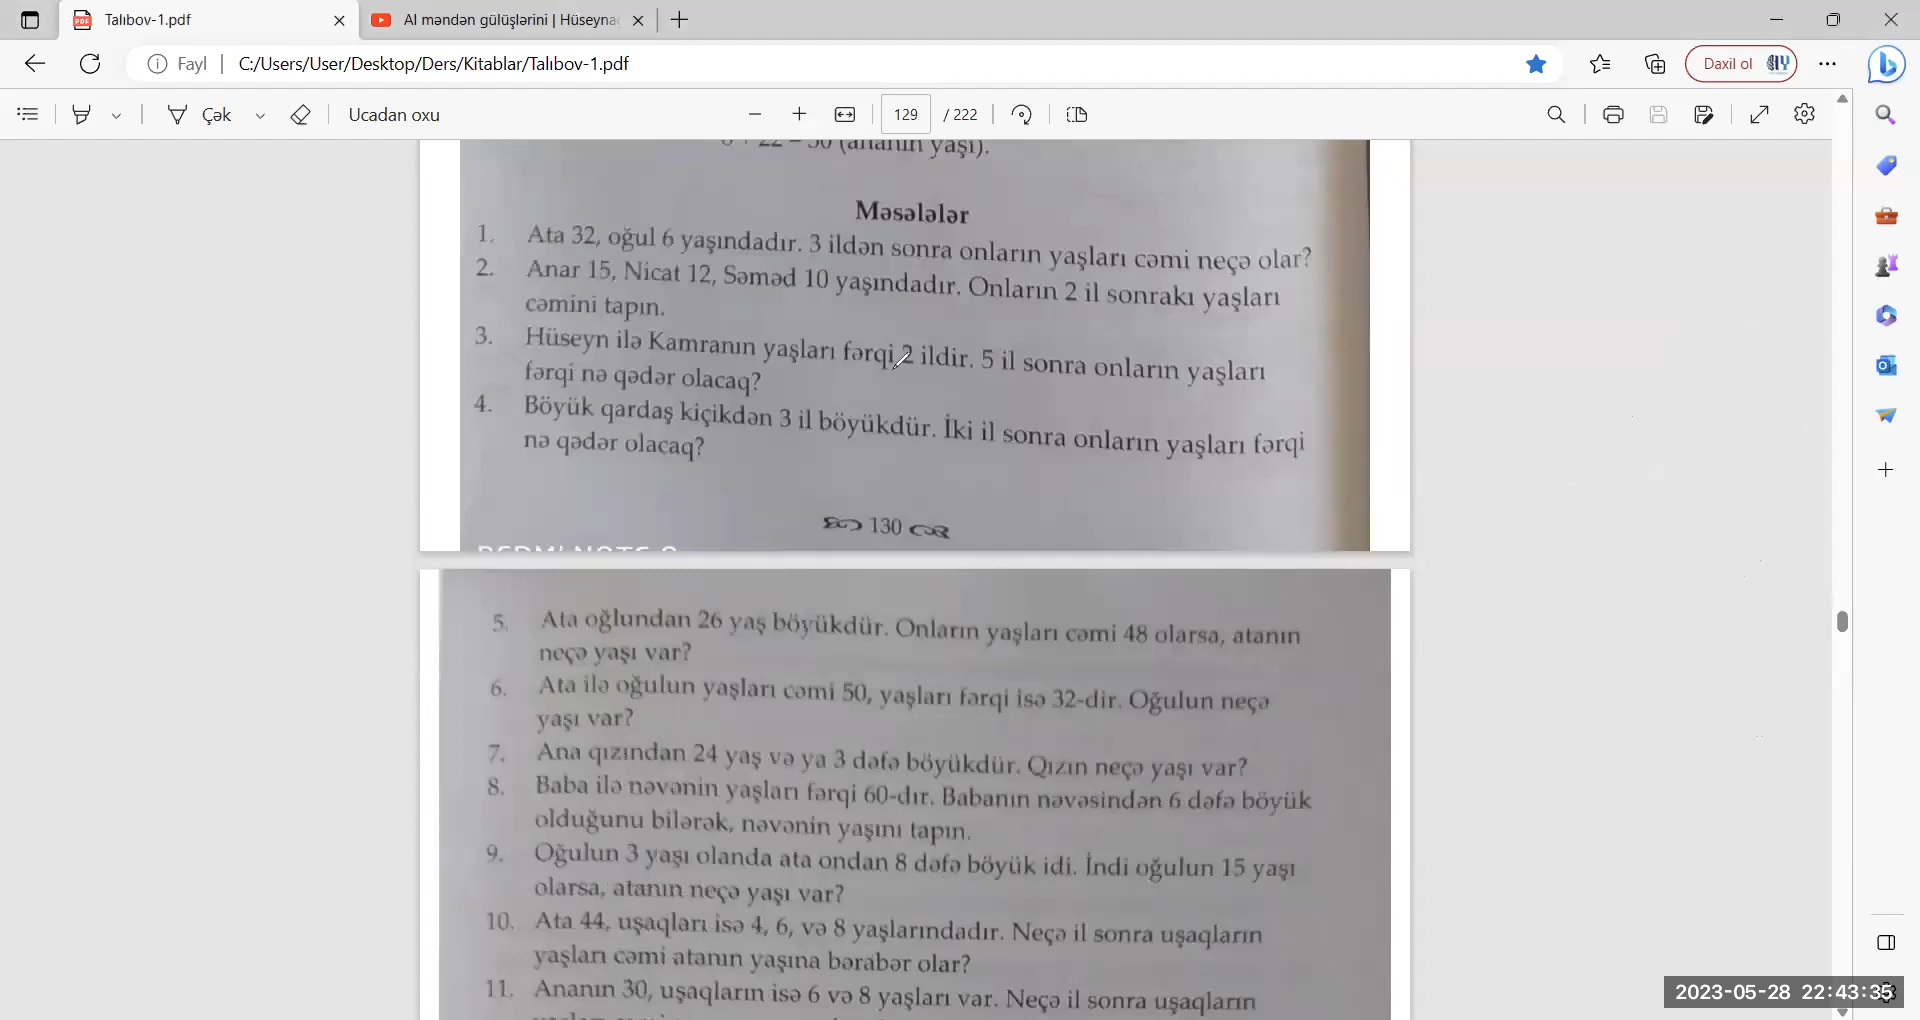 Talıbov-1.pdf
Al məndən gülüşlərini | Hüseyna
Fayl
C:/Users/User/Desktop/Ders/Kitablar/Talıbov-1.pdf
Daxil ol
Çək
Ucadan oxu
129
/ 222
(ananın yaşı).
Məsələlər
1. Ata 32, oğul 6 yaşındadır. 3 ildən sonra onların yaşları cəmi neçə olar?
2. Anar 15, Nicat 12, Səməd 10 yaşındadır. Onların 2 il sonrakı yaşları
cəmini tapın.
3. Hüseyn ilə Kamranın yaşları fərqi 2 ildir. 5 il sonra onların yaşları
fərqi nə qədər olacaq?
4. Böyük qardaş kiçikdən 3 il böyükdür. İki il sonra onların yaşları fərqi
nə qədər olacaq?
130
5. Ata oğlundan 26 yaş böyükdür. Onların yaşları cəmi 48 olarsa, atanın
neçə yaşı var?
6. Ata ilə oğulun yaşları cəmi 50, yaşları fərqi isə 32-dir. Oğulun neçə
yaşı var?
7. Ana qızından 24 yaş və ya 3 dəfə böyükdür. Qızın neçə yaşı var?
8. Baba ilə nəvənin yaşları fərqi 60-dır. Babanın nəvəsindən 6 dəfə böyük
olduğunu bilərək, nəvənin yaşını tapın.
9. Oğulun 3 yaşı olanda ata ondan 8 dəfə böyük idi. İndi oğulun 15 yaşı
olarsa, atanın neçə yaşı var?
10. Ata 44, uşaqları isə 4, 6, və 8 yaşlarındadır. Neçə il sonra uşaqların
yaşları cəmi atanın yaşına bərabər olar?
11. Ananın 30, uşaqların isə 6 və 8 yaşları var. Neçə il sonra uşaqların
2023-05-28 22:43:35